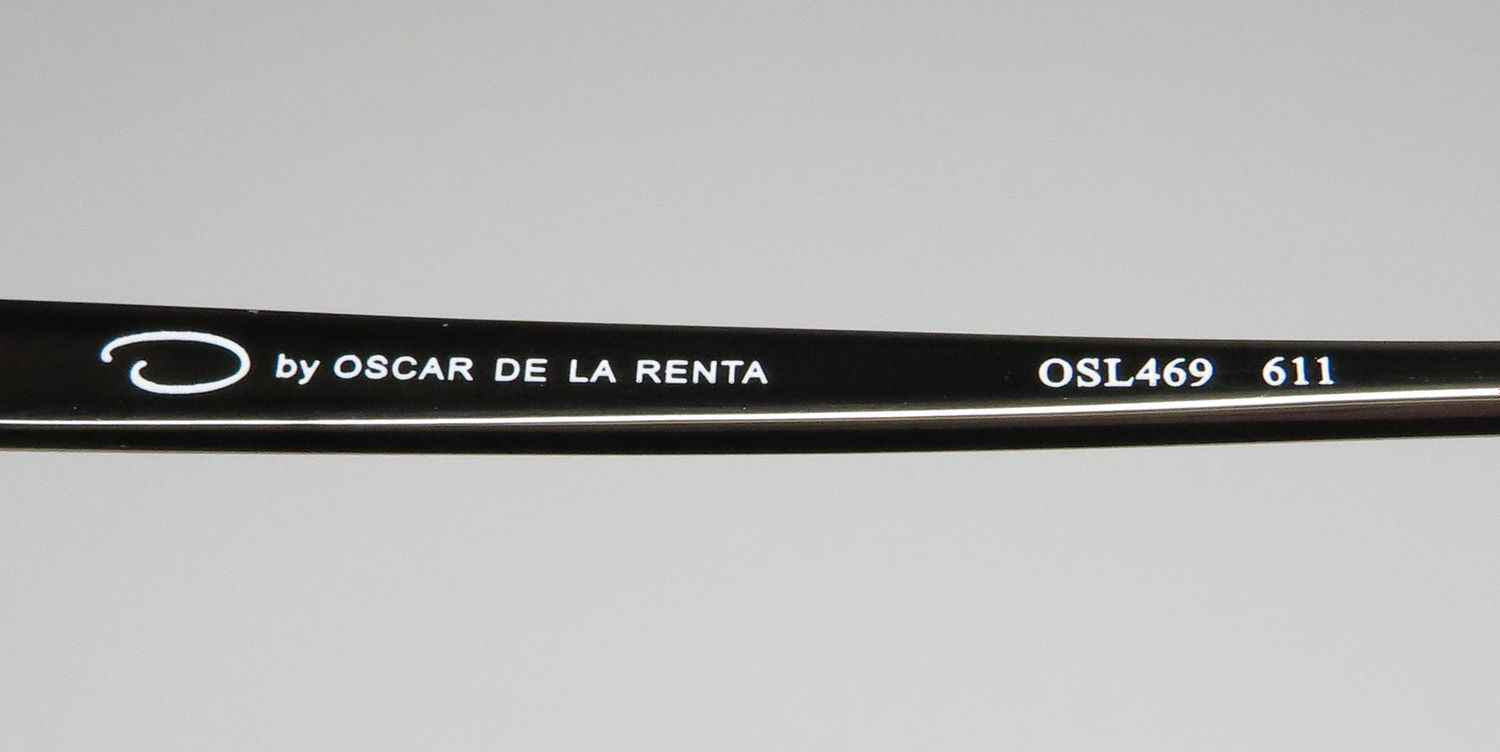 O by OSCAR DE LA RENTA OSL469 611